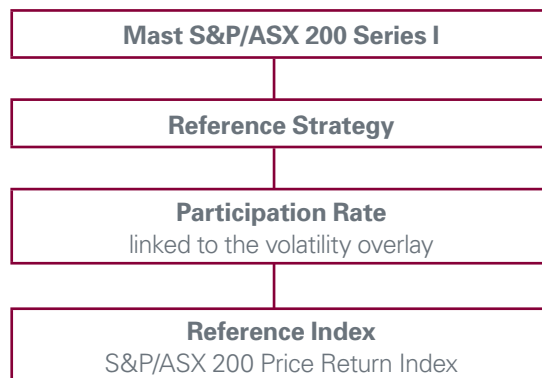 Mast S&P/ASX 200 Series I
Reference Strategy
Participation Rate
linked to the volatility overlay
Reference Index
S&P/ASX 200 Price Return Index